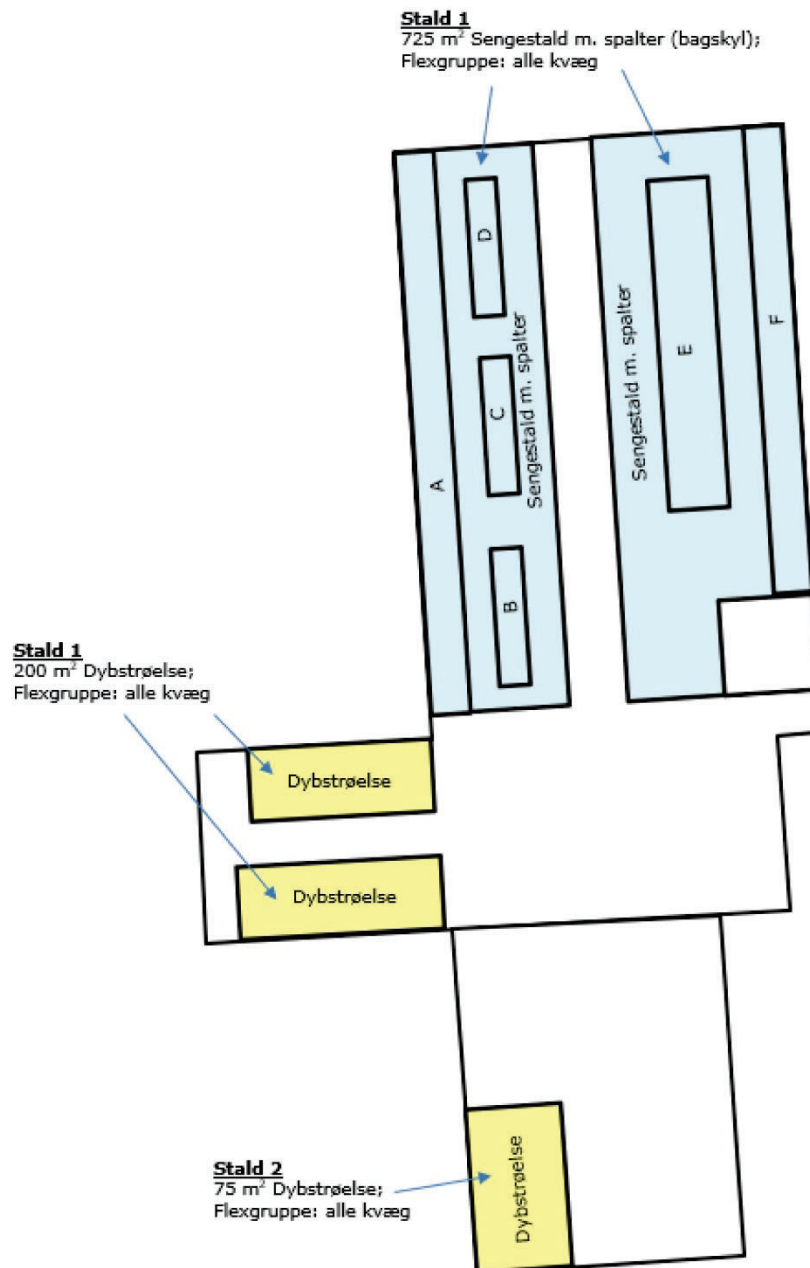 Stald 1
725 m² Sengestald m. spalter (bagskyl);
Flexgruppe: alle kvæg
D
C
Sengestald m. spalter
A
B
Sengestald m. spalter
E
F
Stald 1
200 m² Dybstrøelse;
Flexgruppe: alle kvæg
Dybstrøelse
Dybstrøelse
Stald 2
75 m² Dybstrøelse;
Flexgruppe: alle kvæg
Dybstrøelse